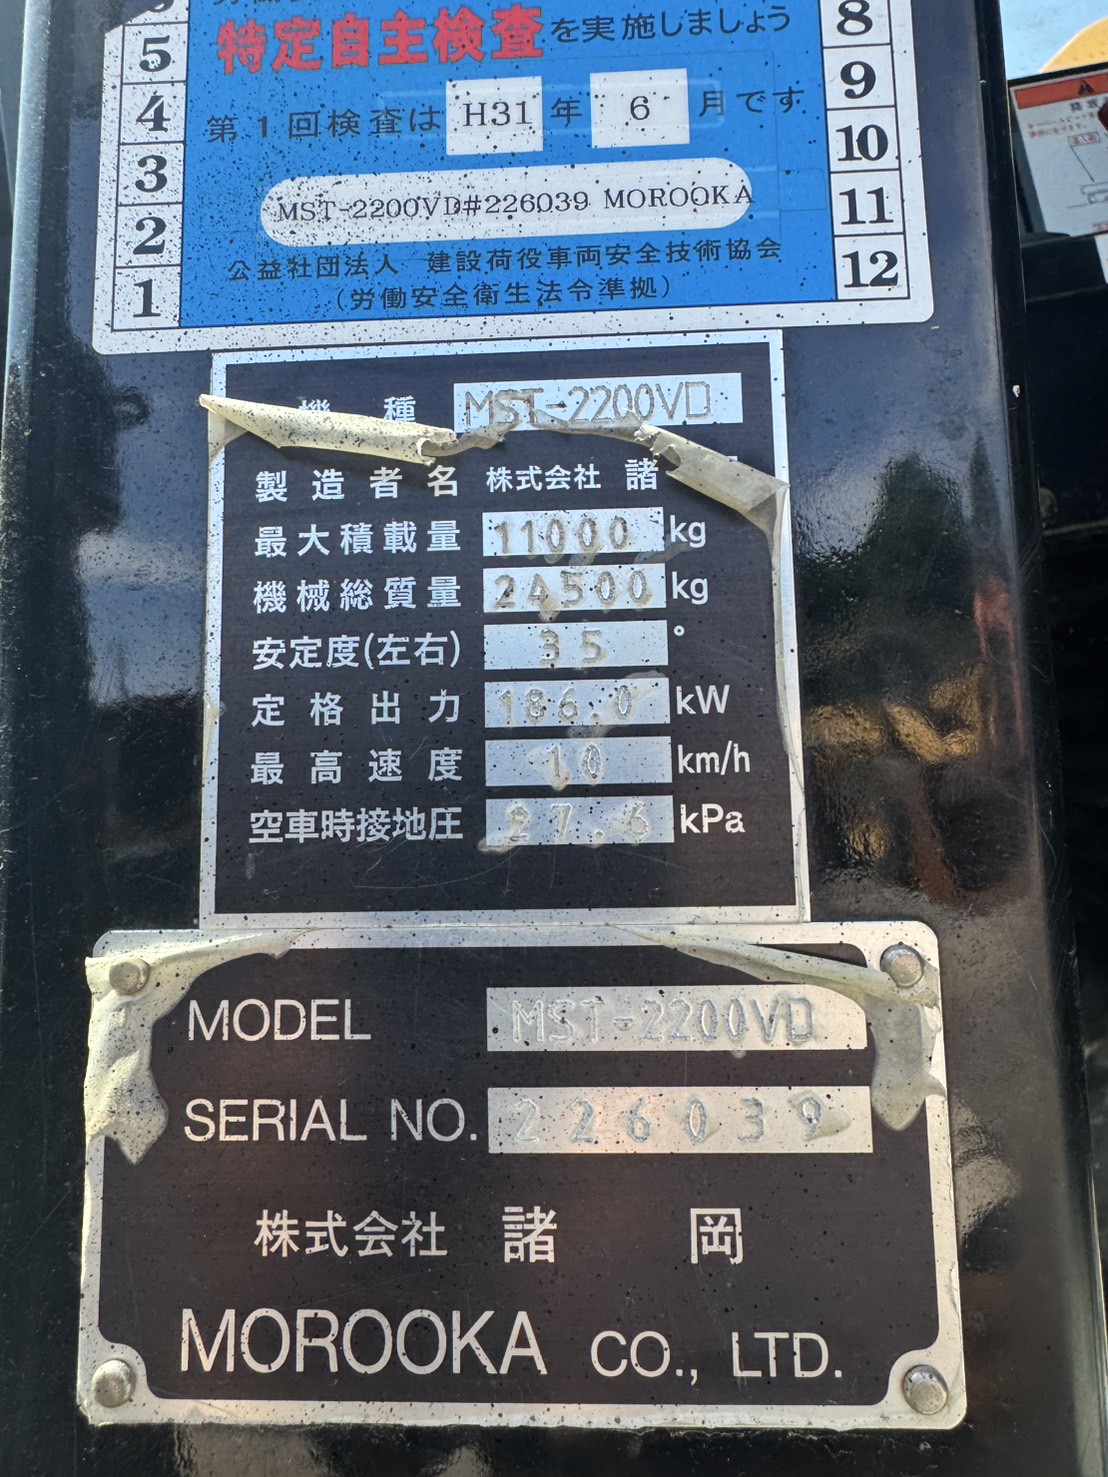 特定自主検査を実施しましょう
第1回検査は H31 年 6 月です
MST-2200VD#226039 MOROOKA
公益社団法人 建設荷役車両安全技術協会
(労働安全衛生法令準拠)
5
4
3
2
1
8
9
10
11
12
機種 MST-2200VD
製造者名 株式会社 諸
最大積載量 11000 kg
機械総質量 24500 kg
安定度(左右) 35 °
定格出力 186.0 kW
最高速度 10 km/h
空車時接地圧 27.6 kPa
MODEL MST-2200VD
SERIAL NO. 226039
株式会社 諸岡
MOROOKA CO., LTD.